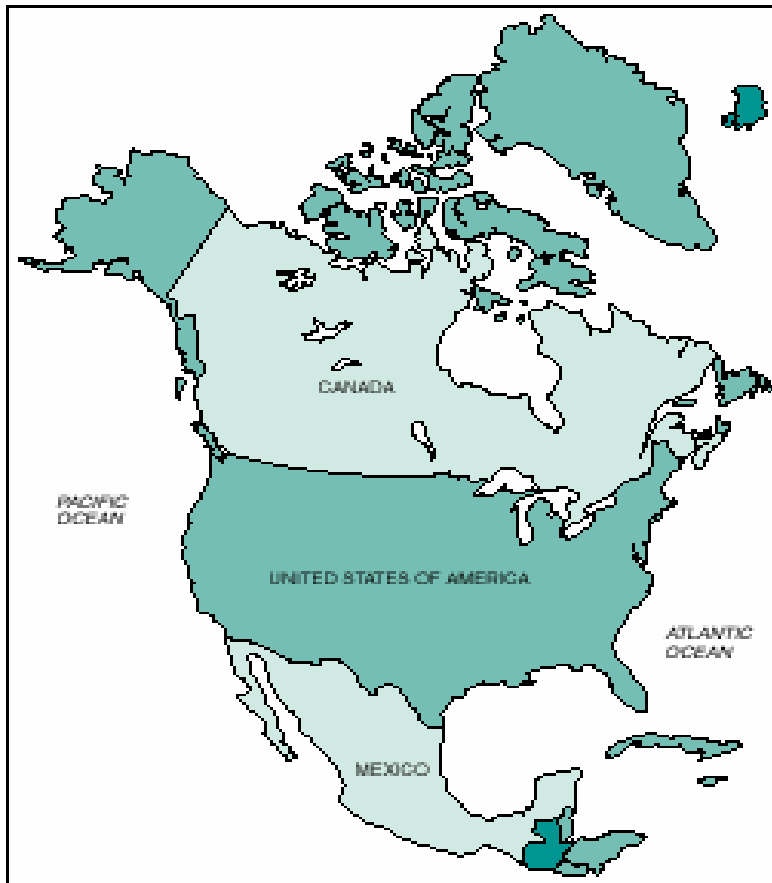 CANADA
PACIFIC
OCEAN
UNITED STATES OF AMERICA
ATLANTIC
OCEAN
MEXICO